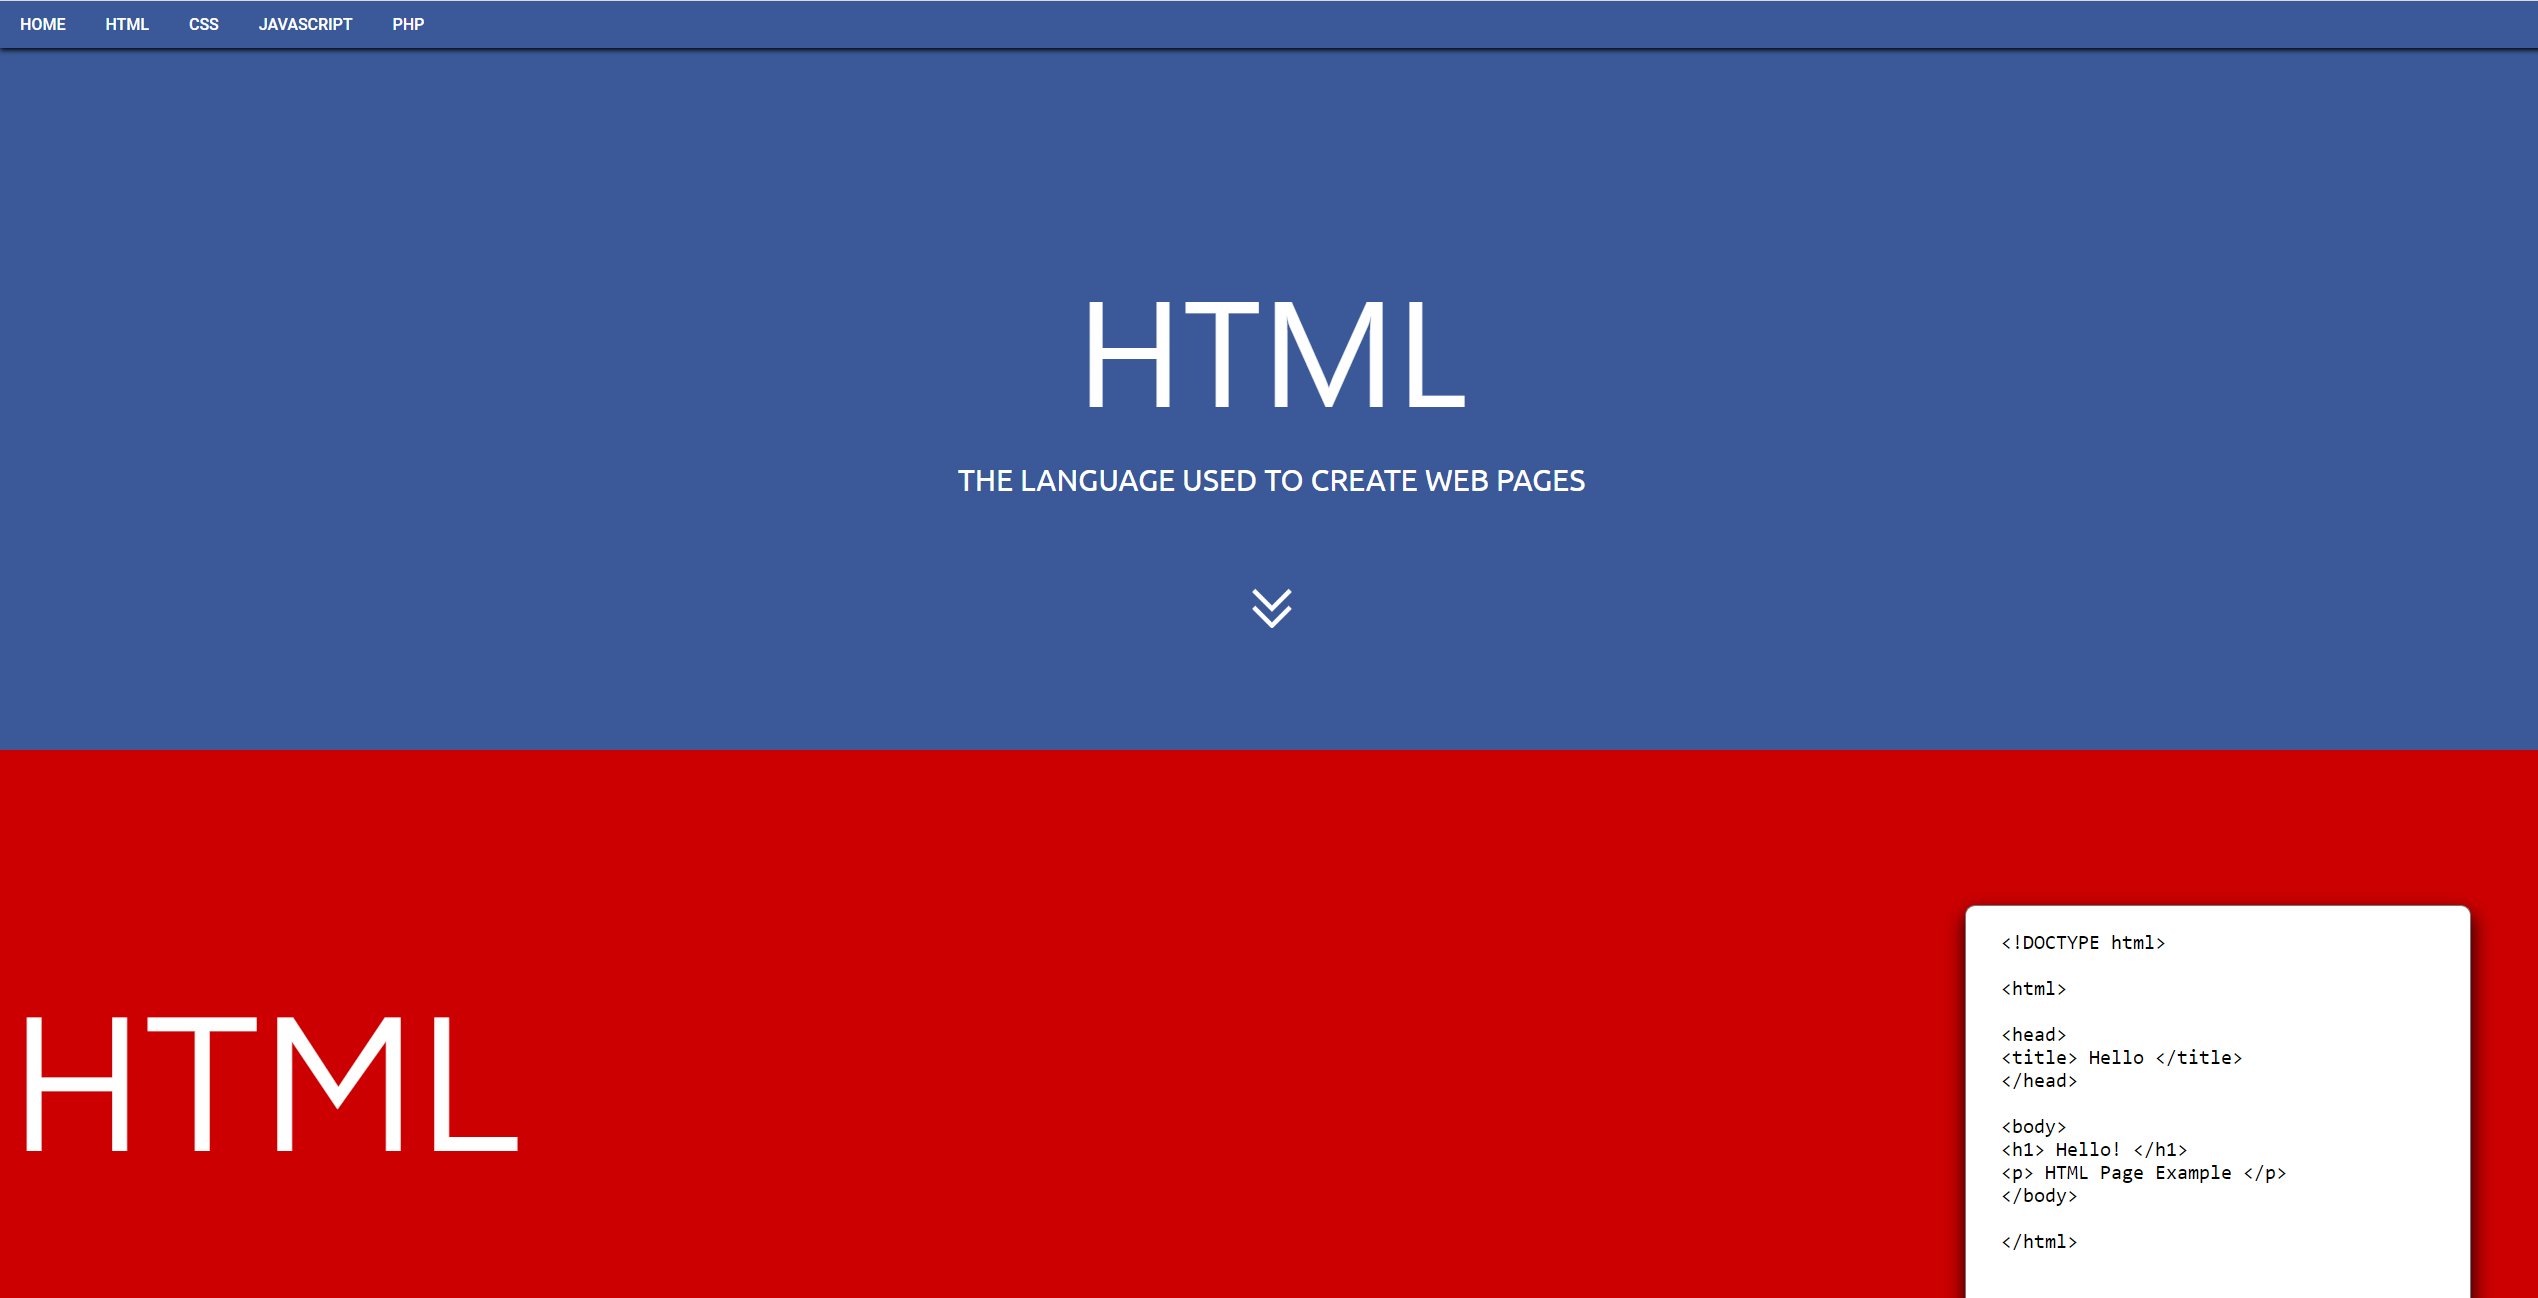 HOME HTML CSS JAVASCRIPT PHP
HTML
THE LANGUAGE USED TO CREATE WEB PAGES
HTML
<!DOCTYPE html>
<html>
<head>
<title> Hello </title>
</head>
<body>
<h1> Hello! </h1>
<p> HTML Page Example </p>
</body>
</html>